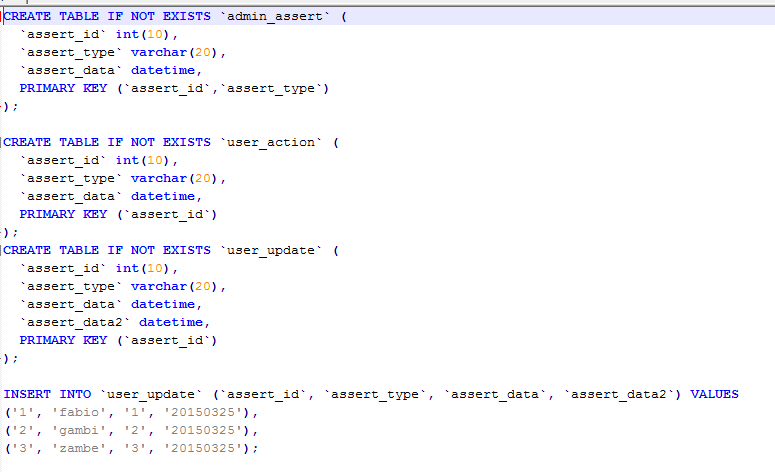 CREATE TABLE IF NOT EXISTS `admin_assert` (
  `assert_id` int(10),
  `assert_type` varchar(20),
  `assert_data` datetime,
  PRIMARY KEY (`assert_id`,`assert_type`)
);

CREATE TABLE IF NOT EXISTS `user_action` (
  `assert_id` int(10),
  `assert_type` varchar(20),
  `assert_data` datetime,
  PRIMARY KEY (`assert_id`)
);
CREATE TABLE IF NOT EXISTS `user_update` (
  `assert_id` int(10),
  `assert_type` varchar(20),
  `assert_data` datetime,
  `assert_data2` datetime,
  PRIMARY KEY (`assert_id`)
);

INSERT INTO `user_update` (`assert_id`, `assert_type`, `assert_data`, `assert_data2`) VALUES
('1', 'fabio', '1', '20150325'),
('2', 'gambi', '2', '20150325'),
('3', 'zambe', '3', '20150325');